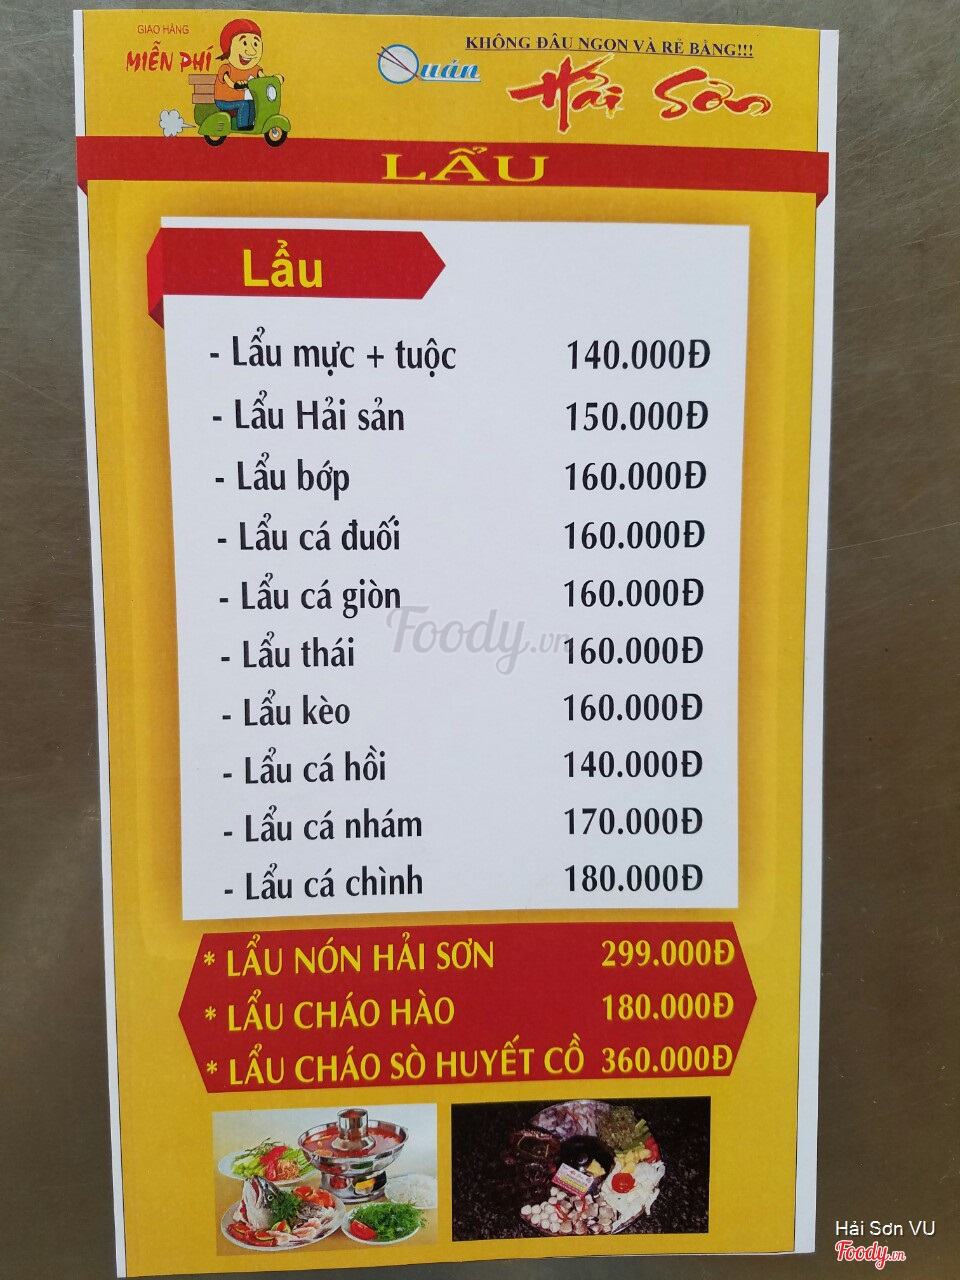 GIAO HÀNG
MIỄN PHÍ
KHÔNG ĐÂU NGON VÀ RẺ BẰNG!!!
Quán Hải Sơn
LẨU
Lẩu
- Lẩu mực + tuộc 140.000Đ
- Lẩu Hải sản 150.000Đ
- Lẩu bớp 160.000Đ
- Lẩu cá đuối 160.000Đ
- Lẩu cá giòn 160.000Đ
- Lẩu thái 160.000Đ
- Lẩu kèo 160.000Đ
- Lẩu cá hồi 140.000Đ
- Lẩu cá nhám 170.000Đ
- Lẩu cá chình 180.000Đ
Foody.vn
* LẨU NÓN HẢI SƠN 299.000Đ
* LẨU CHÁO HÀO 180.000Đ
* LẨU CHÁO SÒ HUYẾT CỒ 360.000Đ
Hải Sơn VU
Foody.vn